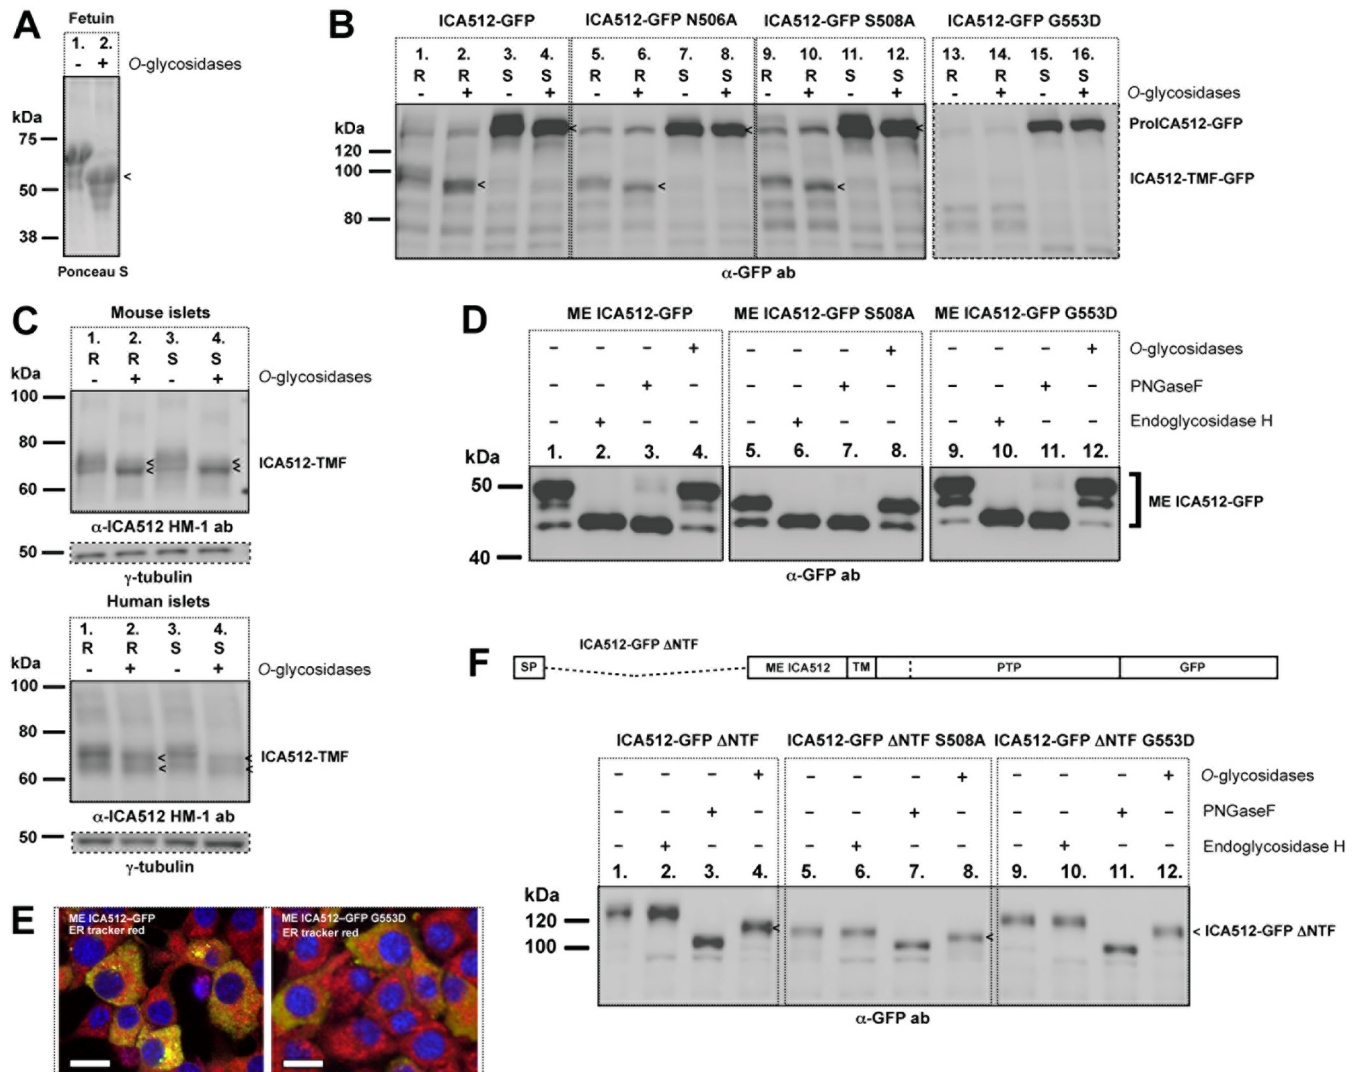 A
Fetuin
1. 2.
- +
O-glycosidases
kDa
75
50
38
<
Ponceau S
B
ICA512-GFP
ICA512-GFP N506A
ICA512-GFP S508A
ICA512-GFP G553D
1. 2. 3. 4. 5. 6. 7. 8. 9. 10. 11. 12. 13. 14. 15. 16.
R R S S R R S S R R S S R R S S
- + - + - + - + - + - + - + - +
O-glycosidases
kDa
120
100
80
< < < < < <
ProICA512-GFP
ICA512-TMF-GFP
α-GFP ab
C
Mouse islets
1. 2. 3. 4.
R R S S
- + - +
O-glycosidases
kDa
100
80
60
< < < <
ICA512-TMF
α-ICA512 HM-1 ab
50
γ-tubulin
Human islets
1. 2. 3. 4.
R R S S
- + - +
O-glycosidases
kDa
100
80
60
< < < <
ICA512-TMF
α-ICA512 HM-1 ab
50
γ-tubulin
D
ME ICA512-GFP
ME ICA512-GFP S508A
ME ICA512-GFP G553D
- - - + - - - + - - - +
O-glycosidases
- - + - - - + - - - + -
PNGaseF
- + - - - + - - - + - -
Endoglycosidase H
1. 2. 3. 4. 5. 6. 7. 8. 9. 10. 11. 12.
kDa
50
40
ME ICA512-GFP
α-GFP ab
E
ME ICA512–GFP
ER tracker red
ME ICA512–GFP G553D
ER tracker red
F
ICA512-GFP ΔNTF
SP
ME ICA512
TM
PTP
GFP
ICA512-GFP ΔNTF
ICA512-GFP ΔNTF S508A
ICA512-GFP ΔNTF G553D
- - - + - - - + - - - +
O-glycosidases
- - + - - - + - - - + -
PNGaseF
- + - - - + - - - + - -
Endoglycosidase H
1. 2. 3. 4. 5. 6. 7. 8. 9. 10. 11. 12.
kDa
120
100
< <
< ICA512-GFP ΔNTF
α-GFP ab